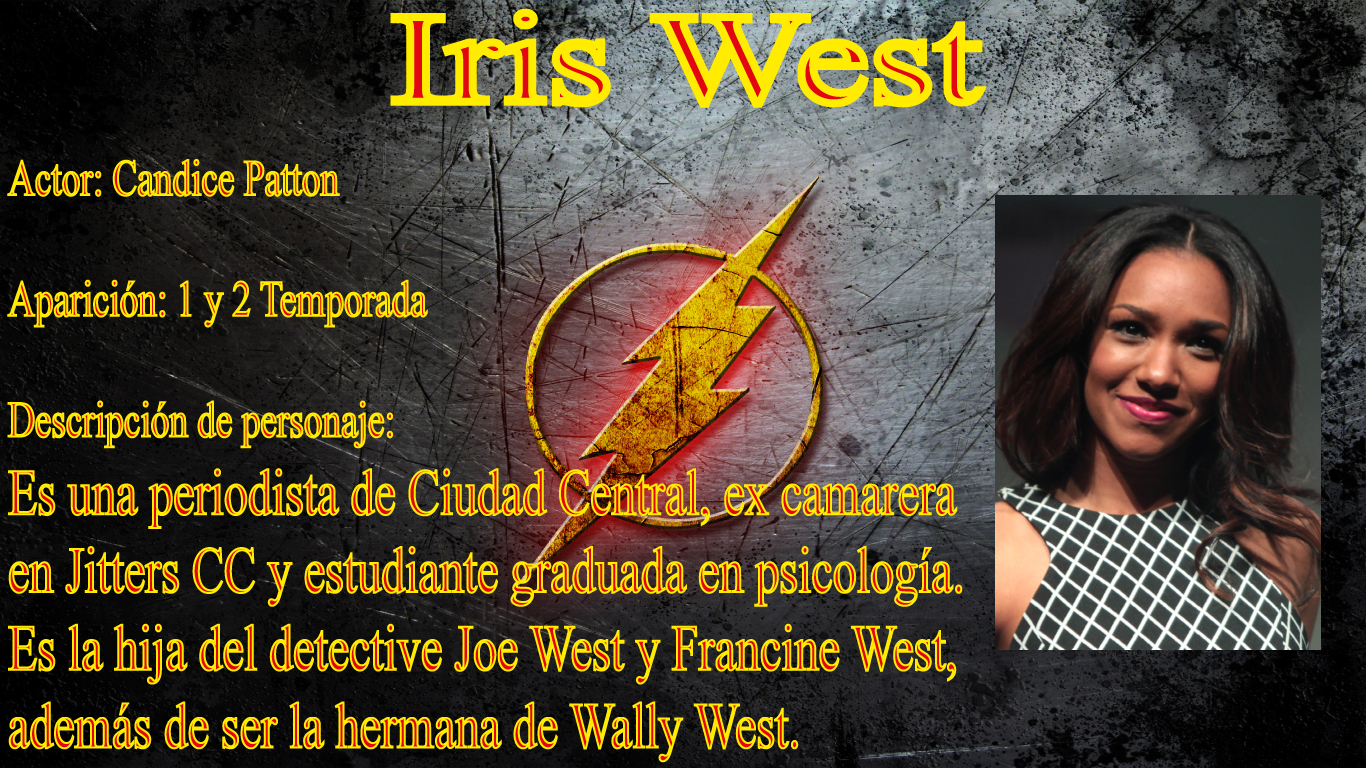 Iris West
Actor: Candice Patton
Aparición: 1 y 2 Temporada
Descripción de personaje:
Es una periodista de Ciudad Central, ex camarera
en Jitters CC y estudiante graduada en psicología.
Es la hija del detective Joe West y Francine West,
además de ser la hermana de Wally West.